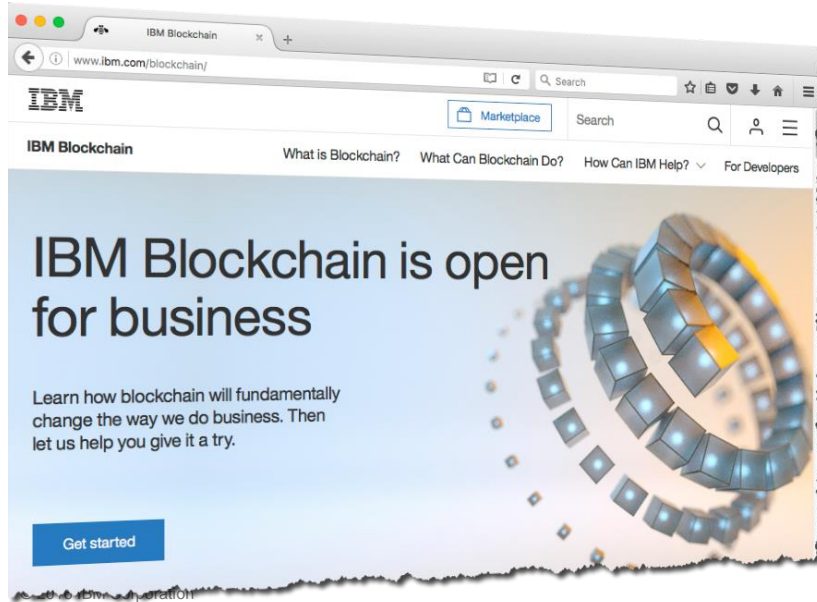 IBM Blockchain
www.ibm.com/blockchain/
Search
IBM
Marketplace
Search
IBM Blockchain
What is Blockchain?
What Can Blockchain Do?
How Can IBM Help?
For Developers
IBM Blockchain is open
for business
Learn how blockchain will fundamentally
change the way we do business. Then
let us help you give it a try.
Get started
IBM Corporation